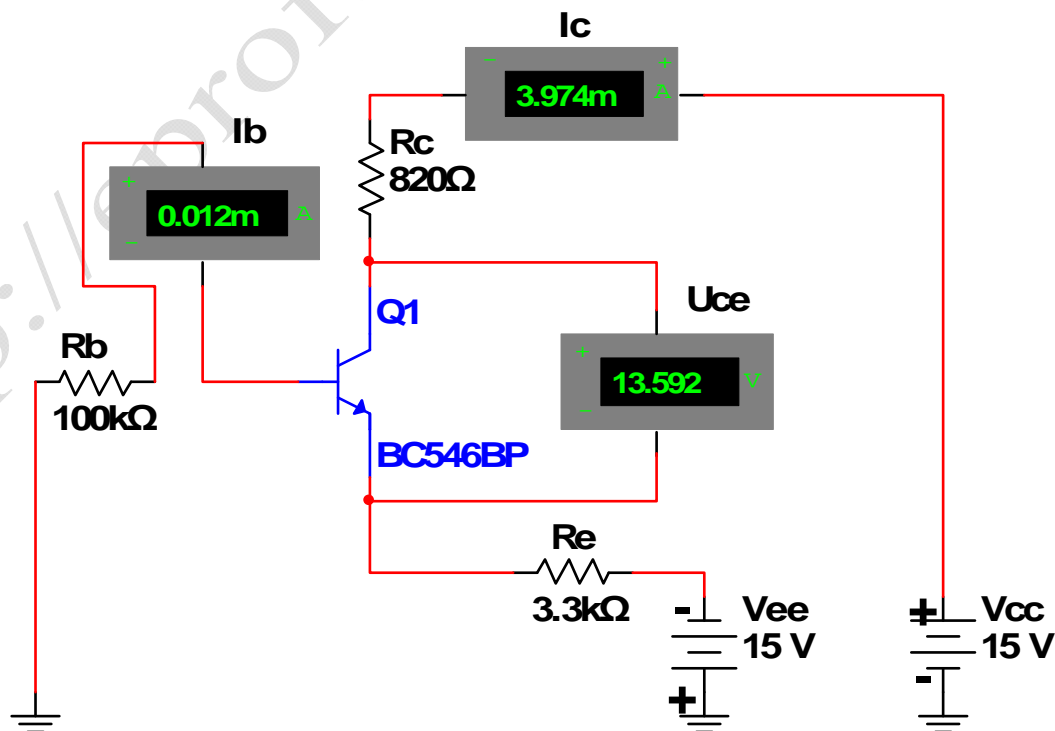 Ic
- +
3.974m A
Ib
Rc
820Ω
+
0.012m A
-
Q1
Uce
Rb
100kΩ
+
13.592 V
-
BC546BP
Re
3.3kΩ
- Vee
15 V
+
+ Vcc
15 V
-